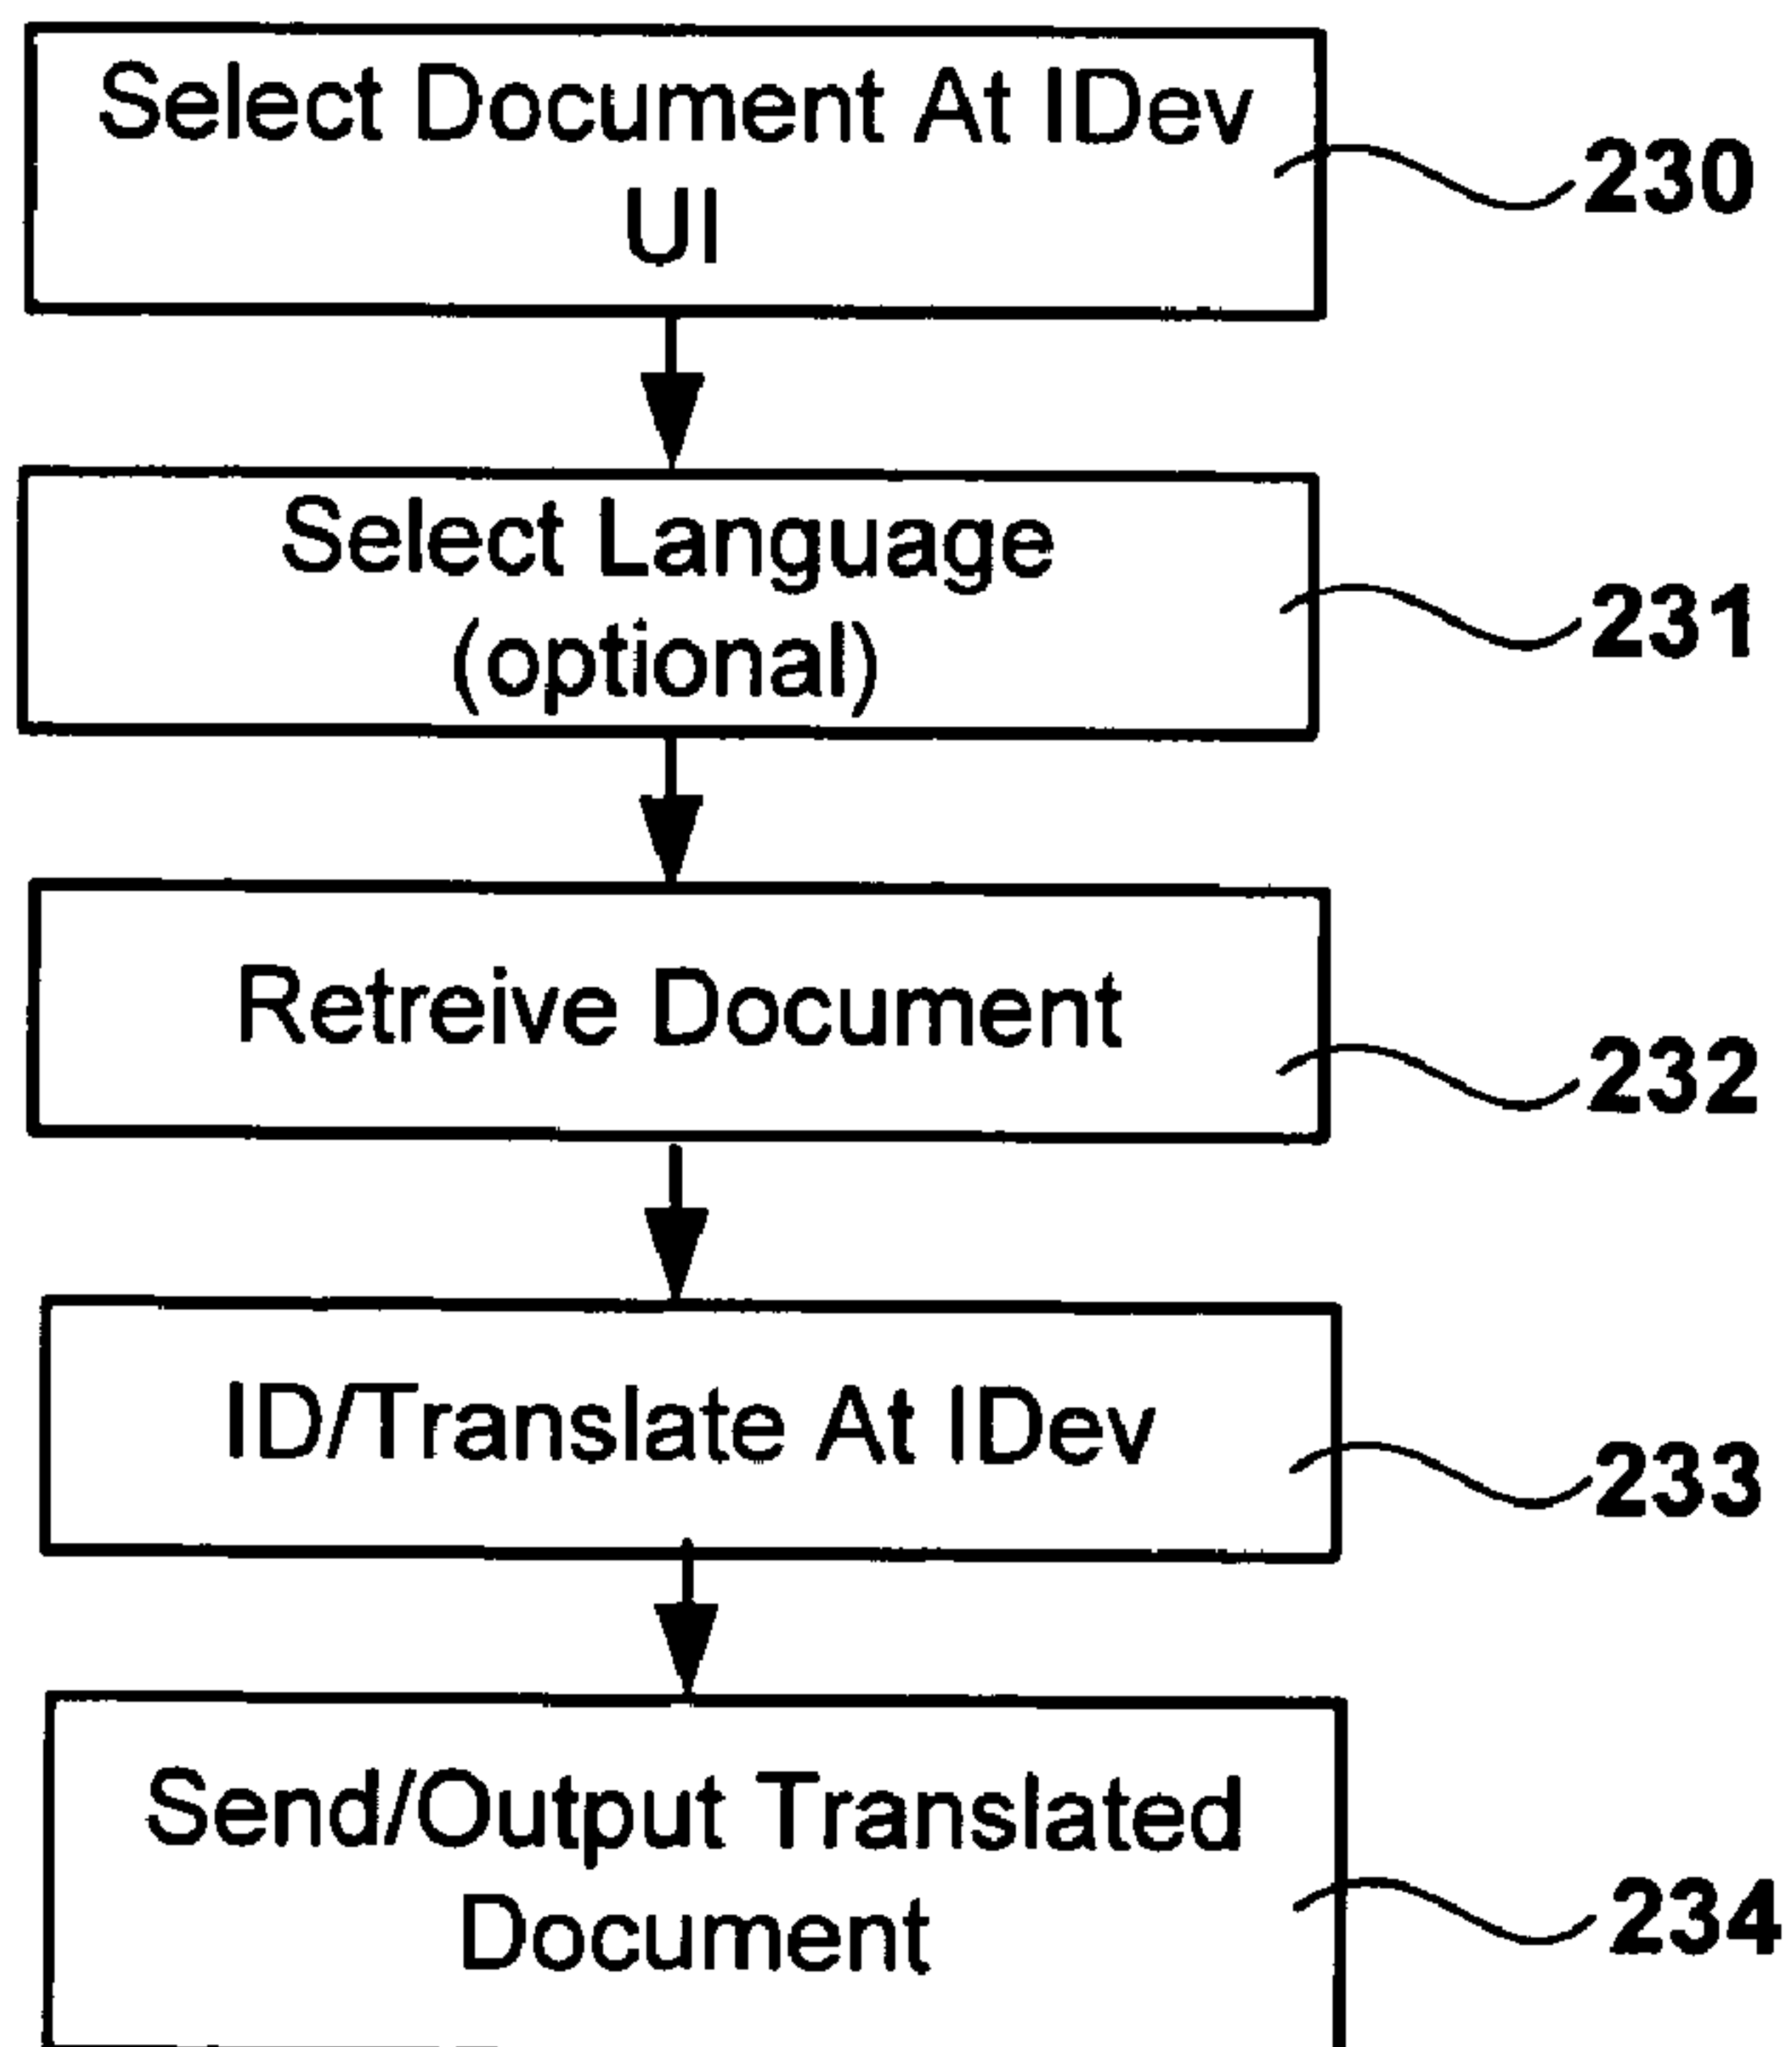 Select Document At IDev
UI
230
Select Language
(optional)
231
Retreive Document
232
ID/Translate At IDev
233
Send/Output Translated
Document
234